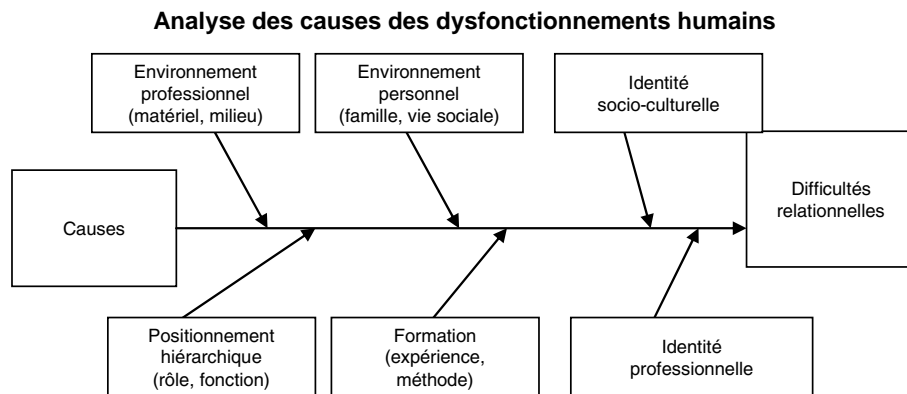 Analyse des causes des dysfonctionnements humains
Environnement
professionnel
(matériel, milieu)
Environnement
personnel
(famille, vie sociale)
Identité
socio-culturelle
Causes
Difficultés
relationnelles
Positionnement
hiérarchique
(rôle, fonction)
Formation
(expérience,
méthode)
Identité
professionnelle